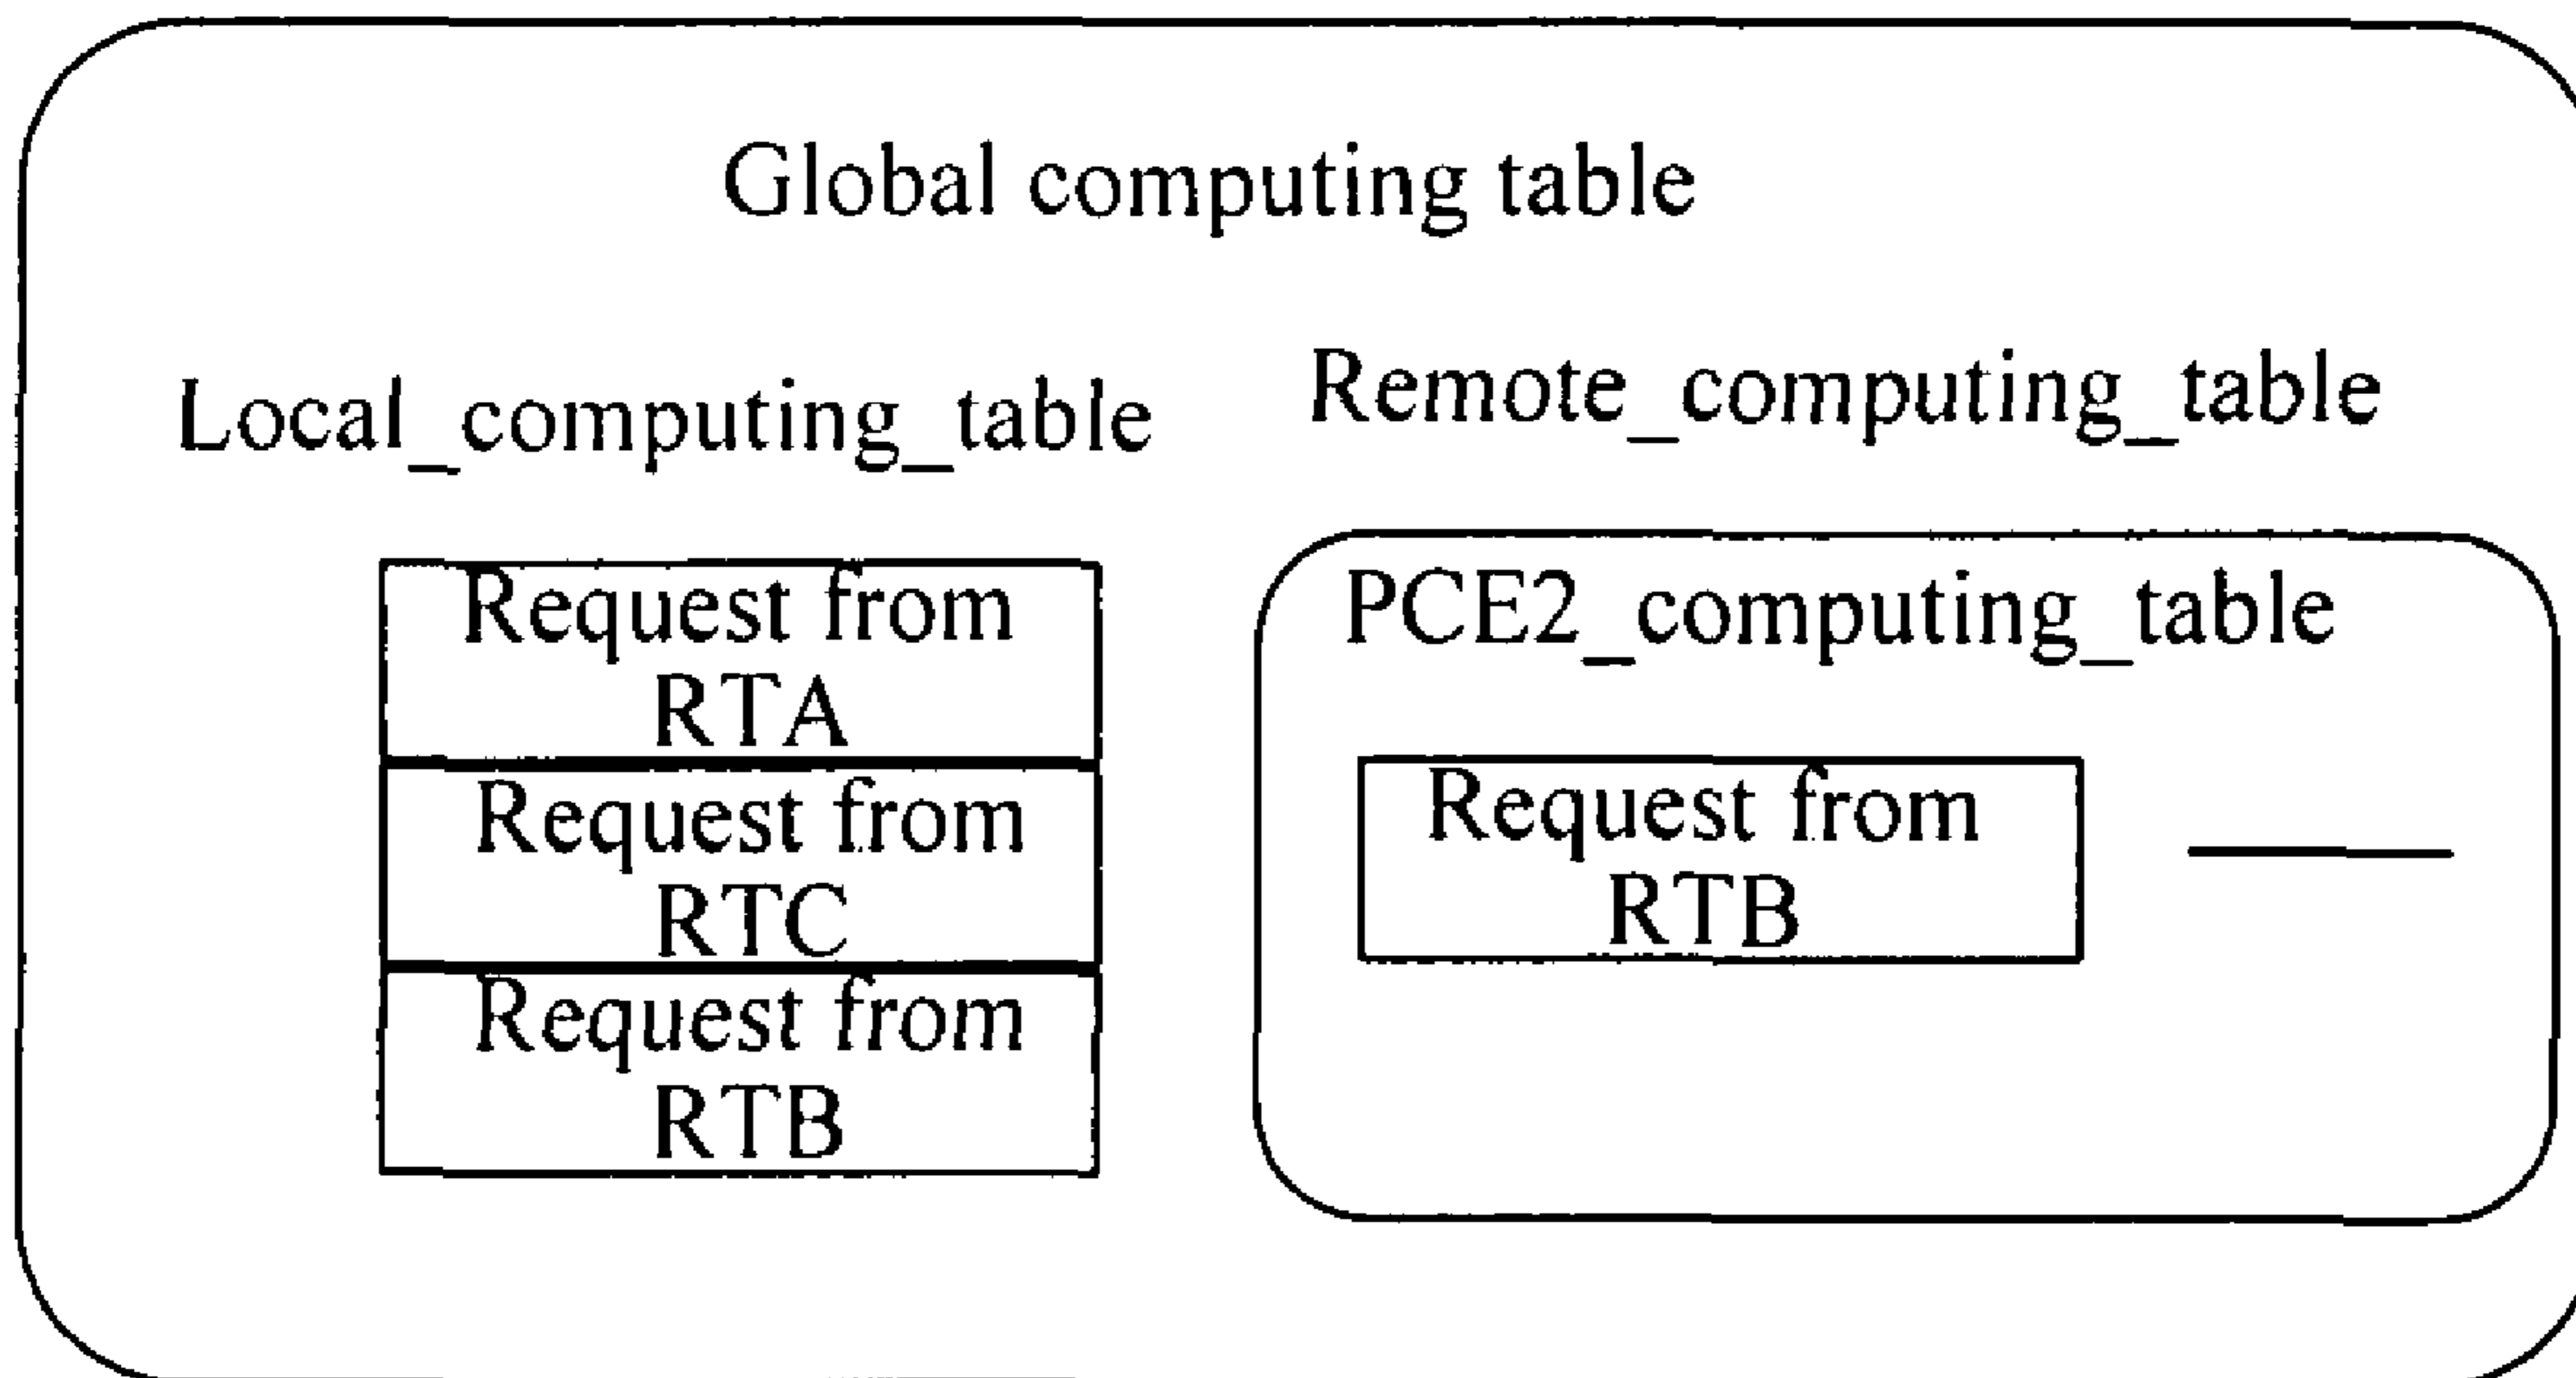 Global computing table
Local_computing_table
Request from
RTA
Request from
RTC
Request from
RTB
Remote_computing_table
PCE2_computing_table
Request from
RTB